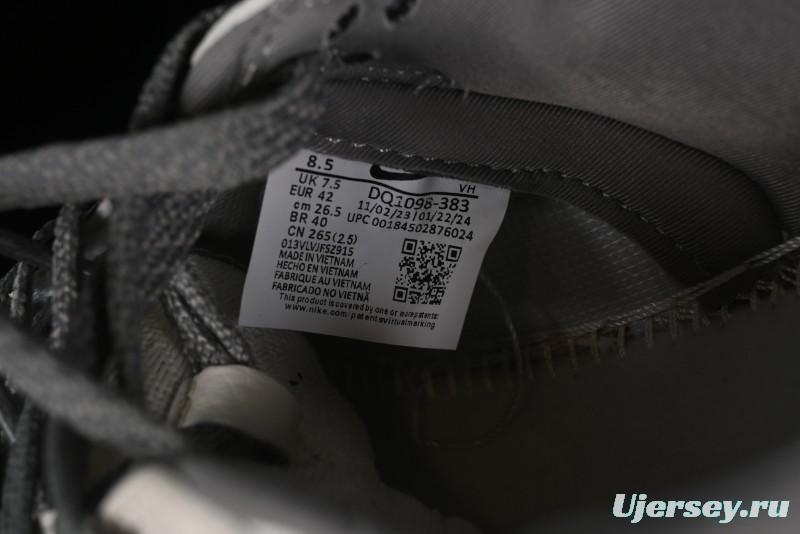 8.5
VH
UK 7.5
DQ1098-383
EUR 42
11/02/23 | 01/22/24
cm 26.5
UPC 00184502876024
BR 40
CN 265(2.5)
013VLVJFSZ915
MADE IN VIETNAM
HECHO EN VIETNAM
FABRIQUE AU VIETNAM
FABRICADO NO VIETNÃ
This product is covered by one or more patents:
www.nike.com/patentsvirtualmarking
Ujersey.ru